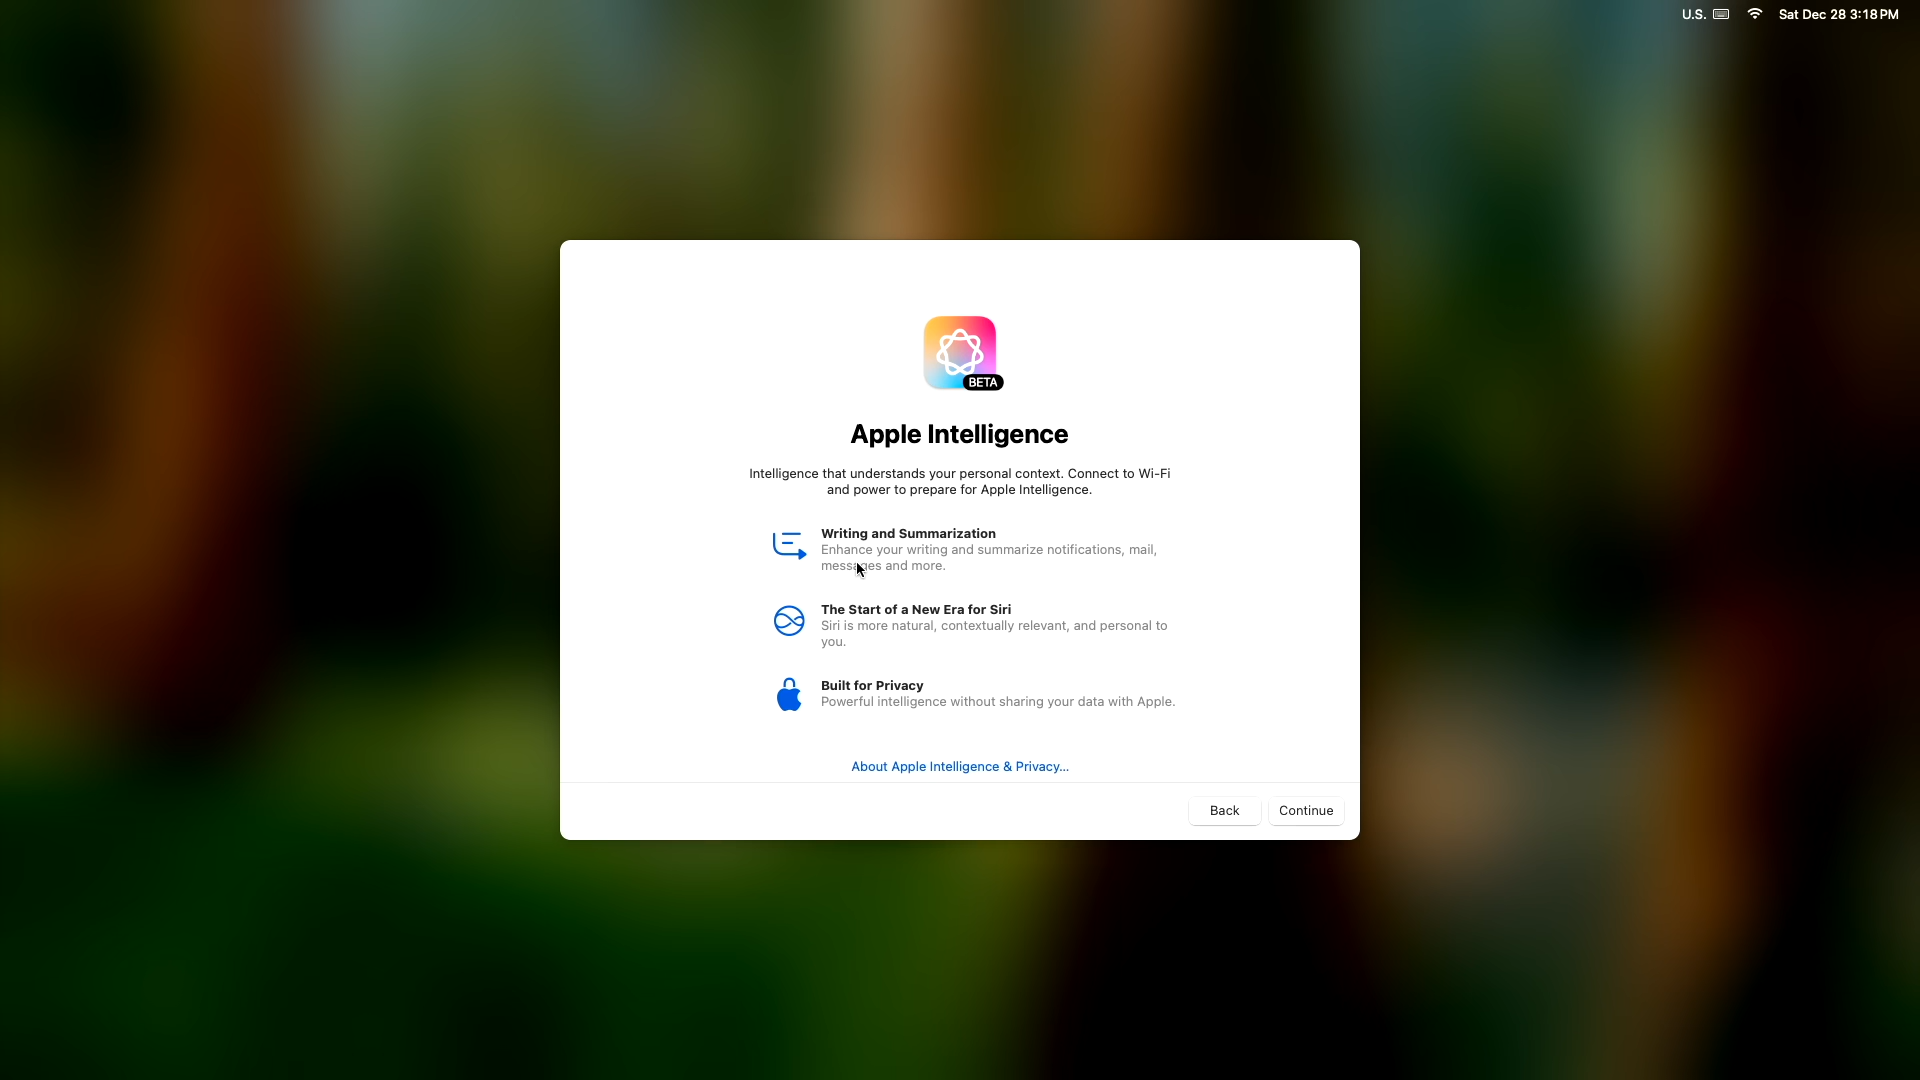 U.S. Sat Dec 28 3:18 PM
BETA
Apple Intelligence
Intelligence that understands your personal context. Connect to Wi-Fi
and power to prepare for Apple Intelligence.
Writing and Summarization
Enhance your writing and summarize notifications, mail,
messages and more.
The Start of a New Era for Siri
Siri is more natural, contextually relevant, and personal to
you.
Built for Privacy
Powerful intelligence without sharing your data with Apple.
About Apple Intelligence & Privacy...
Back Continue